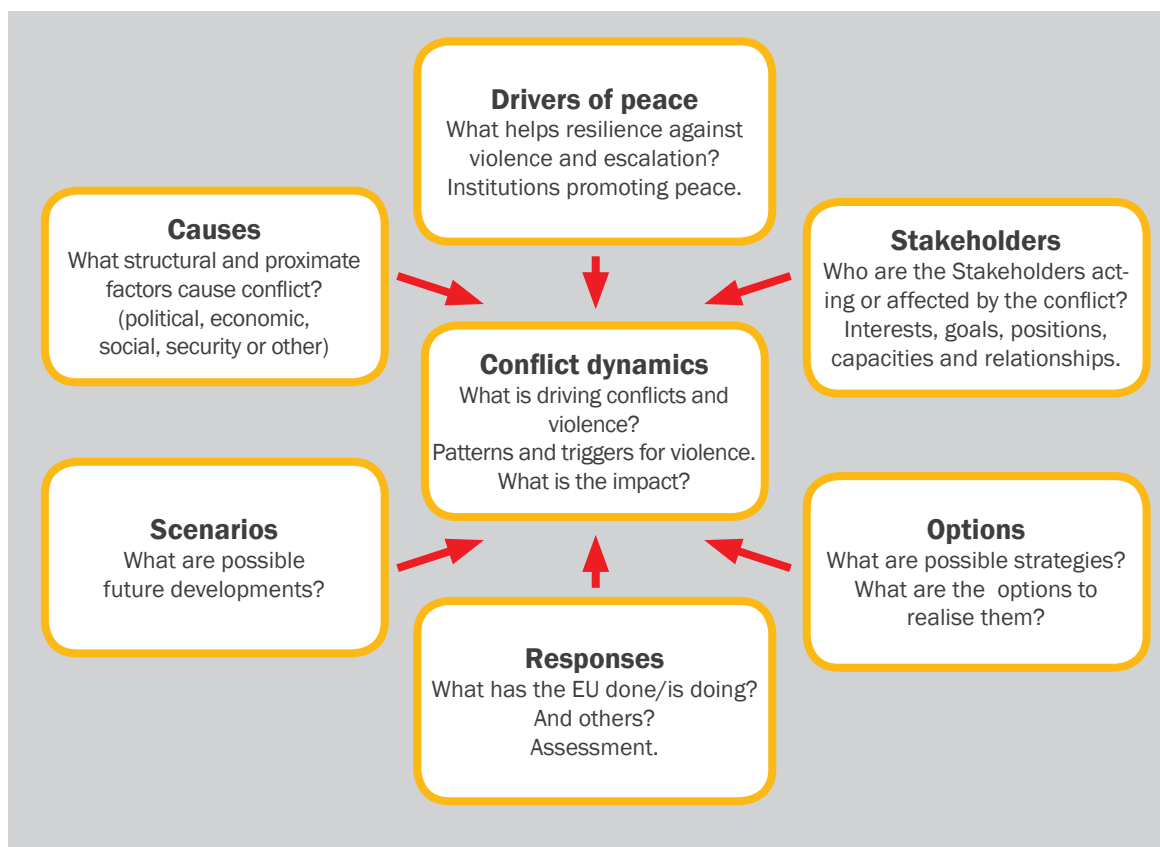 Drivers of peace
What helps resilience against
violence and escalation?
Institutions promoting peace.
Causes
What structural and proximate
factors cause conflict?
(political, economic,
social, security or other)
Stakeholders
Who are the Stakeholders act-
ing or affected by the conflict?
Interests, goals, positions,
capacities and relationships.
Conflict dynamics
What is driving conflicts and
violence?
Patterns and triggers for violence.
What is the impact?
Scenarios
What are possible
future developments?
Options
What are possible strategies?
What are the options to
realise them?
Responses
What has the EU done/is doing?
And others?
Assessment.